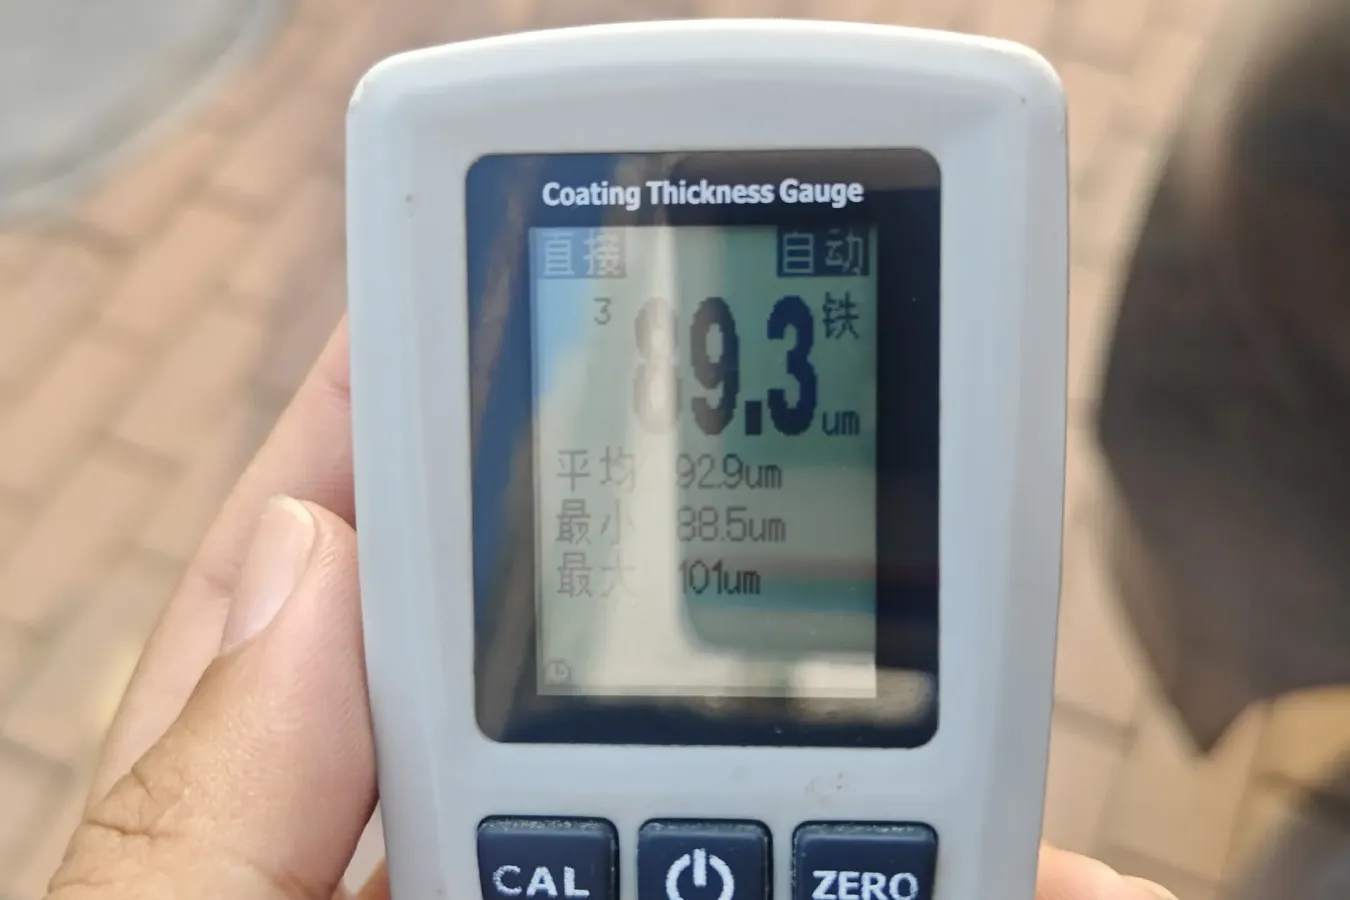 Coating Thickness Gauge
直接 自动
3 89.3 铁
um
平均 92.9um
最小 88.5um
最大 101um
CAL ZERO